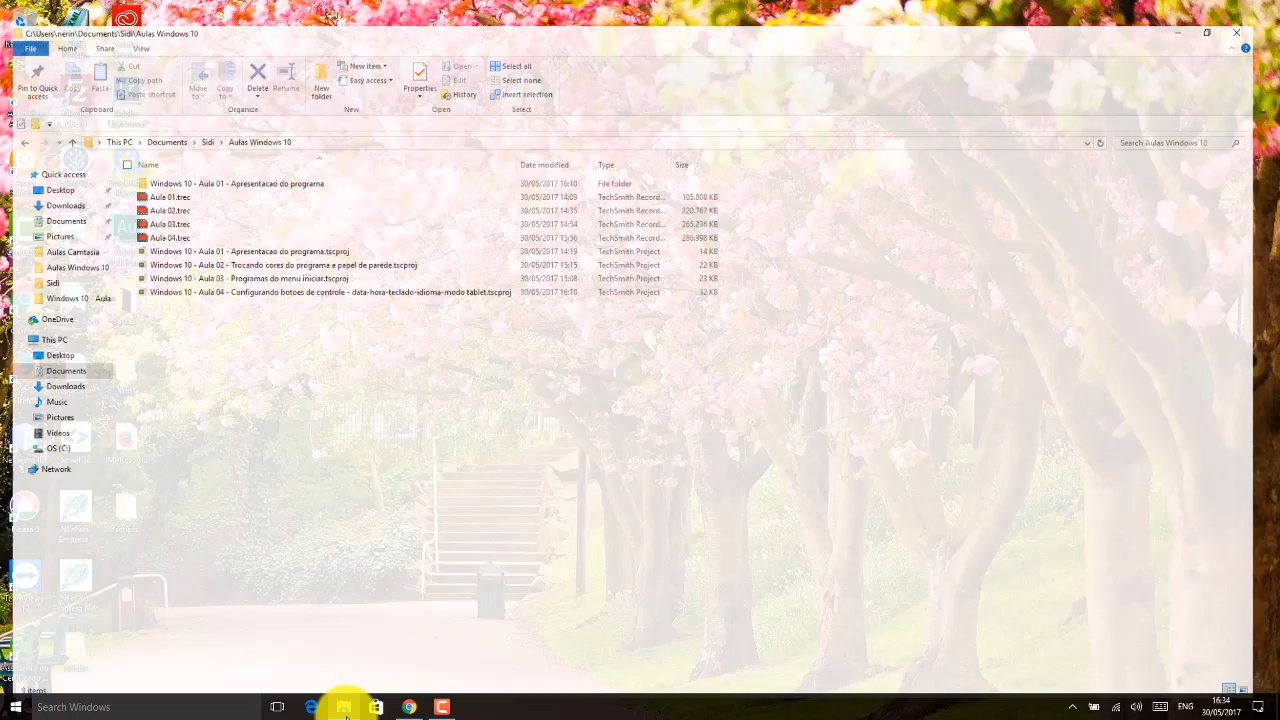 C:\Users\nerin\Documents\Sidi\Aulas Windows 10
File Home Share View
Pin to Quick access
Copy
Paste
Cut
Copy path
Paste shortcut
Clipboard
Move to
Copy to
Delete
Rename
Organize
New folder
New item
Easy access
New
Properties
Open
Edit
History
Open
Select all
Select none
Invert selection
Select
This PC > Documents > Sidi > Aulas Windows 10
Search Aulas Windows 10
Name Date modified Type Size
Windows 10 - Aula 01 - Apresentacao do programa 30/05/2017 16:10 File folder
Aula 01.trec 30/05/2017 14:09 TechSmith Record... 105.808 KB
Aula 02.trec 30/05/2017 14:35 TechSmith Record... 220.767 KB
Aula 03.trec 30/05/2017 14:54 TechSmith Record... 265.236 KB
Aula 04.trec 30/05/2017 15:56 TechSmith Record... 286.998 KB
Windows 10 - Aula 01 - Apresentacao do programa.tscproj 30/05/2017 14:19 TechSmith Project 14 KB
Windows 10 - Aula 02 - Trocando cores do programa e papel de parede.tscproj 30/05/2017 15:15 TechSmith Project 22 KB
Windows 10 - Aula 03 - Programas do menu iniciar.tscproj 30/05/2017 15:08 TechSmith Project 23 KB
Windows 10 - Aula 04 - Configurando botoes de controle - data-hora-teclado-idioma-modo tablet.tscproj 30/05/2017 16:10 TechSmith Project 32 KB
Quick access
Desktop
Downloads
Documents
Pictures
Aulas Camtasia
Aulas Windows 10
Sidi
Windows 10 - Aula
OneDrive
This PC
Desktop
Documents
Downloads
Music
Pictures
Videos
OS (C:)
Network
SmartGit
Picasa 3
NFeFácil Empresa
scripts
NFeFácil
Adobe
9 items
Search Windows
ENG
16:34
30/05/2017